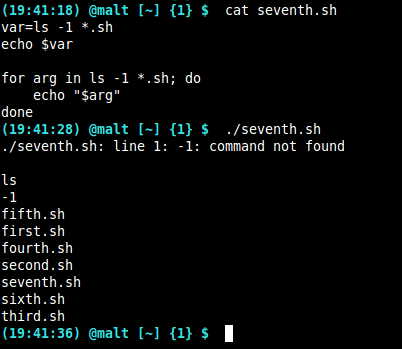 (19:41:18) @malt [~] {1} $  cat seventh.sh
var=ls -1 *.sh
echo $var

for arg in ls -1 *.sh; do
    echo "$arg"
done
(19:41:28) @malt [~] {1} $  ./seventh.sh
./seventh.sh: line 1: -1: command not found

ls
-1
fifth.sh
first.sh
fourth.sh
second.sh
seventh.sh
sixth.sh
third.sh
(19:41:36) @malt [~] {1} $